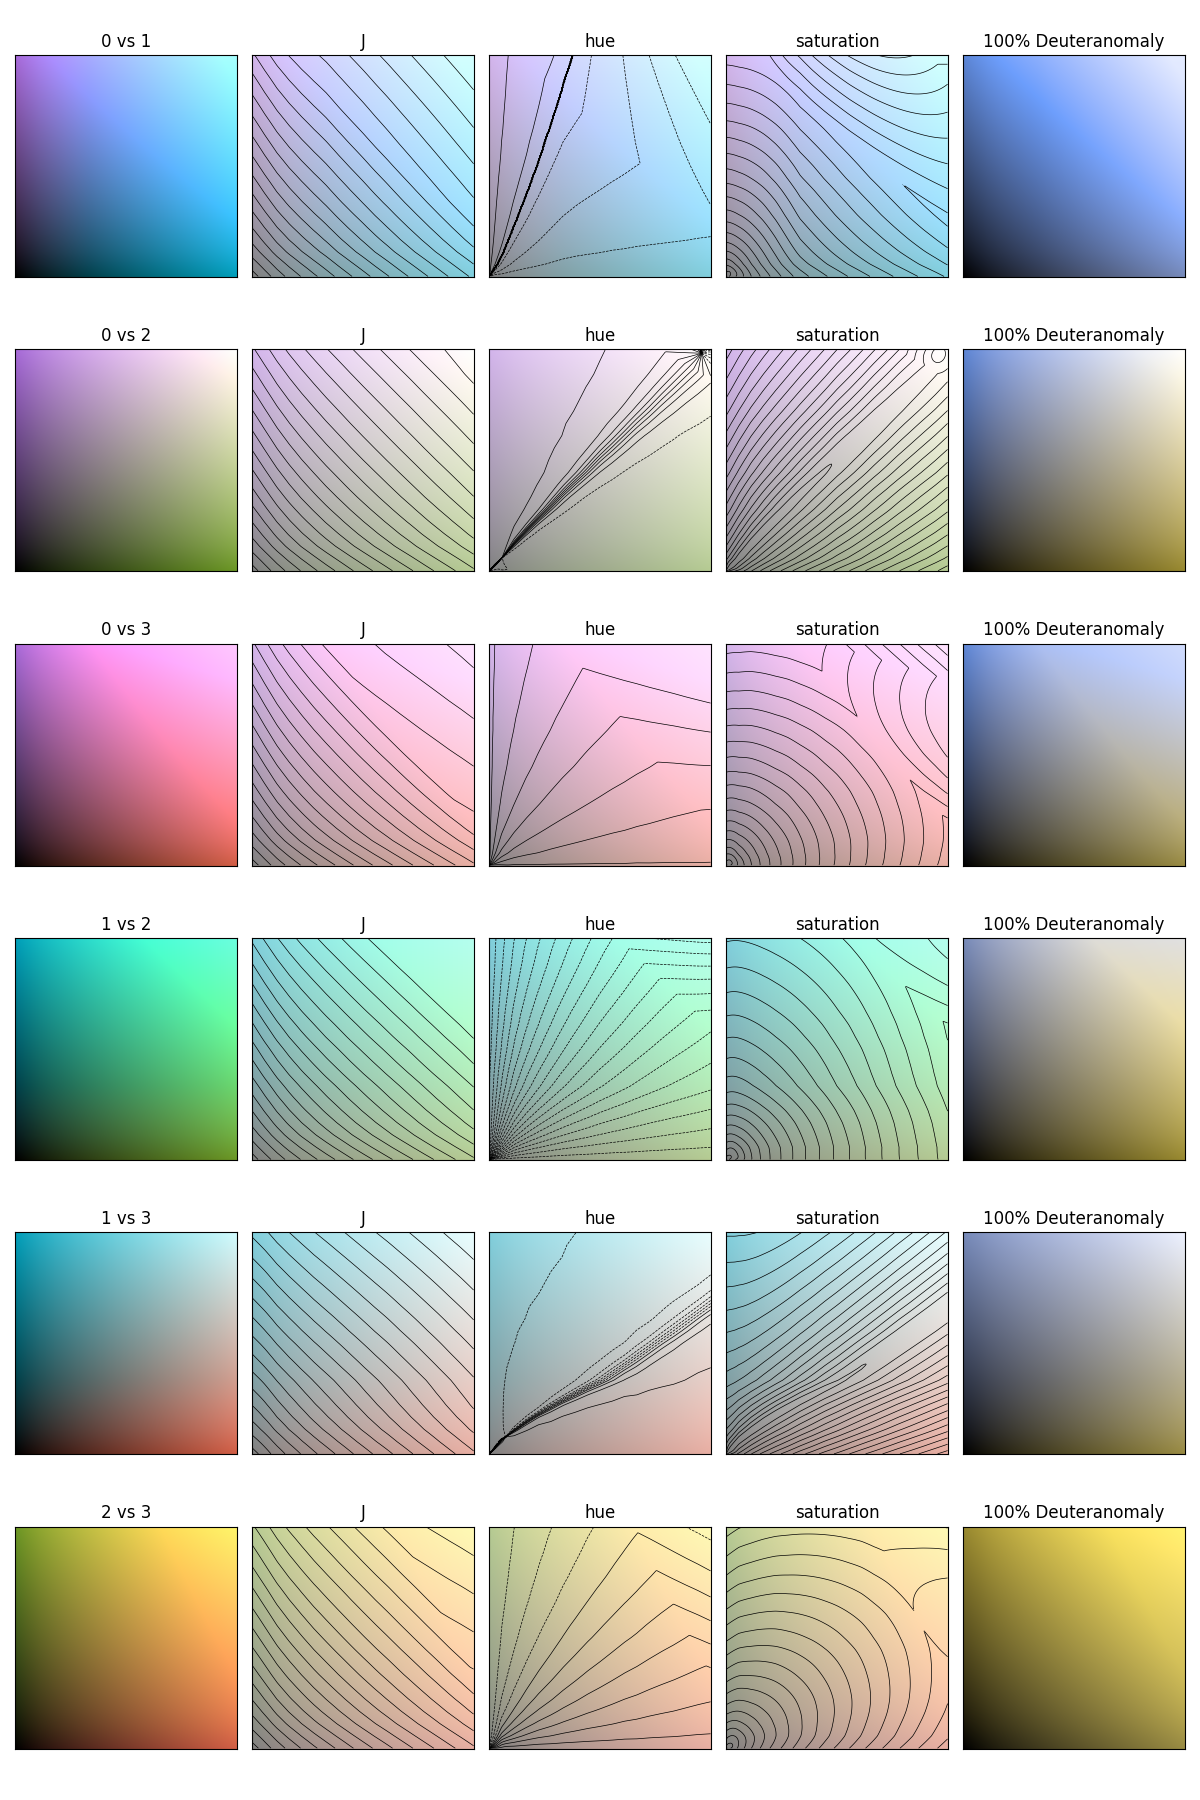 0 vs 1 J hue saturation 100% Deuteranomaly
0 vs 2 J hue saturation 100% Deuteranomaly
0 vs 3 J hue saturation 100% Deuteranomaly
1 vs 2 J hue saturation 100% Deuteranomaly
1 vs 3 J hue saturation 100% Deuteranomaly
2 vs 3 J hue saturation 100% Deuteranomaly